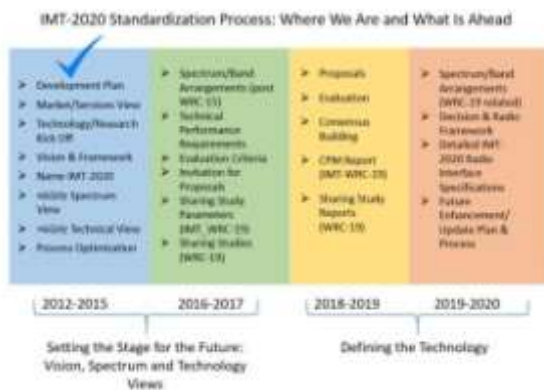 IMT-2020 Standardization Process: Where We Are and What Is Ahead
➤ Development Plan
➤ Market/Services View
➤ Technology/Research
Kick Off
➤ Vision & Framework
➤ Name IMT-2020
➤ <6GHz Spectrum
View
➤ >6GHz Technical View
➤ Process Optimization
➤ Spectrum/Band
Arrangements (post
WRC-15)
➤ Technical
Performance
Requirements
➤ Evaluation Criteria
➤ Invitation for
Proposals
➤ Sharing Study
Parameters
(IMT_WRC-19)
➤ Sharing Studies
(WRC-19)
➤ Proposals
➤ Evaluation
➤ Consensus
Building
➤ CPM Report
(IMT-WRC-19)
➤ Sharing Study
Reports
(WRC-19)
➤ Spectrum/Band
Arrangements
(WRC-19 related)
➤ Decision & Radio
Framework
➤ Detailed IMT-
2020 Radio
Interface
Specifications
➤ Future
Enhancement/
Update Plan &
Process
2012-2015
2016-2017
2018-2019
2019-2020
Setting the Stage for the Future:
Vision, Spectrum and Technology
Views
Defining the Technology